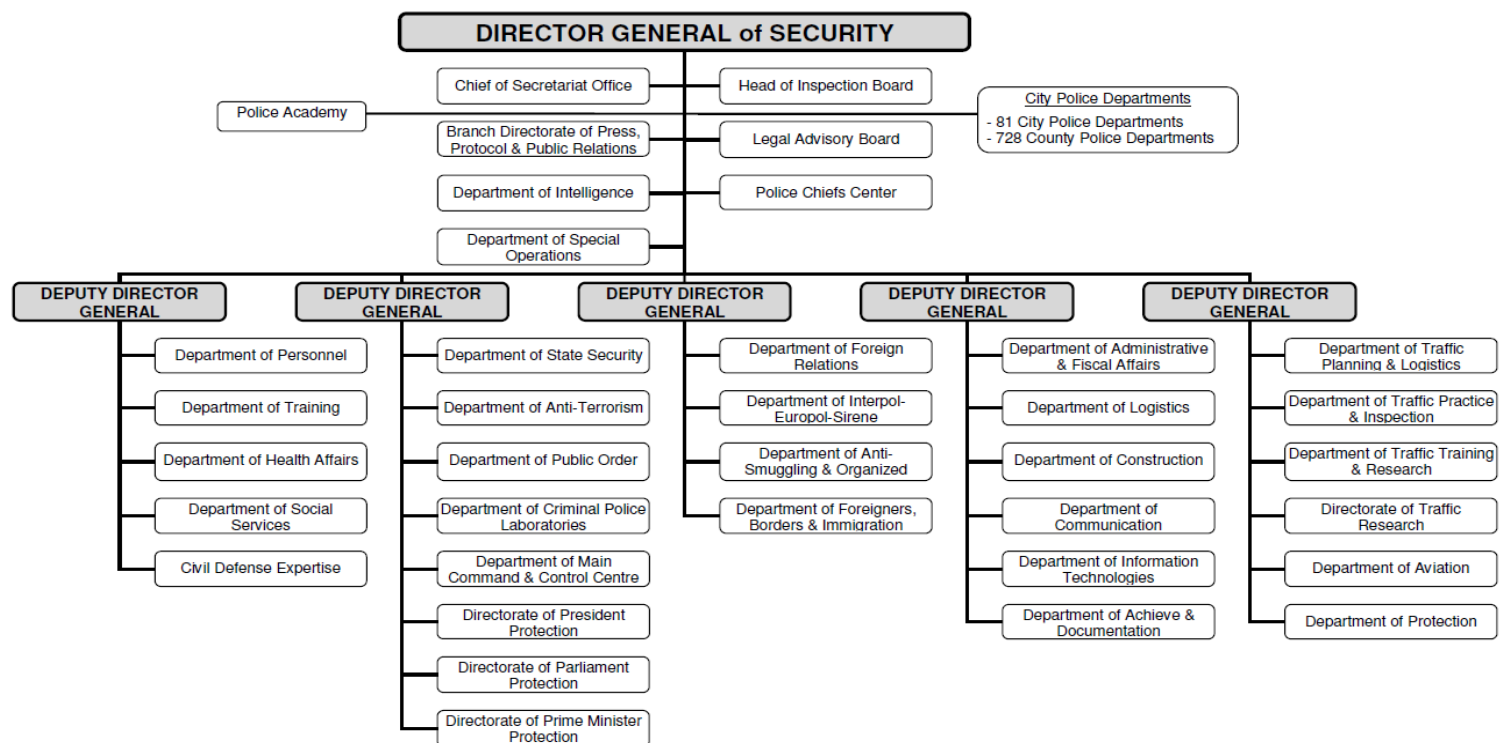 DIRECTOR GENERAL of SECURITY
Chief of Secretariat Office
Head of Inspection Board
Police Academy
City Police Departments
- 81 City Police Departments
- 728 County Police Departments
Branch Directorate of Press,
Protocol & Public Relations
Legal Advisory Board
Department of Intelligence
Police Chiefs Center
Department of Special
Operations
DEPUTY DIRECTOR
GENERAL
Department of Personnel
Department of Training
Department of Health Affairs
Department of Social
Services
Civil Defense Expertise
DEPUTY DIRECTOR
GENERAL
Department of State Security
Department of Anti-Terrorism
Department of Public Order
Department of Criminal Police
Laboratories
Department of Main
Command & Control Centre
Directorate of President
Protection
Directorate of Parliament
Protection
Directorate of Prime Minister
Protection
DEPUTY DIRECTOR
GENERAL
Department of Foreign
Relations
Department of Interpol-
Europol-Sirene
Department of Anti-
Smuggling & Organized
Department of Foreigners,
Borders & Immigration
DEPUTY DIRECTOR
GENERAL
Department of Administrative
& Fiscal Affairs
Department of Logistics
Department of Construction
Department of
Communication
Department of Information
Technologies
Department of Achieve &
Documentation
DEPUTY DIRECTOR
GENERAL
Department of Traffic
Planning & Logistics
Department of Traffic Practice
& Inspection
Department of Traffic Training
& Research
Directorate of Traffic
Research
Department of Aviation
Department of Protection